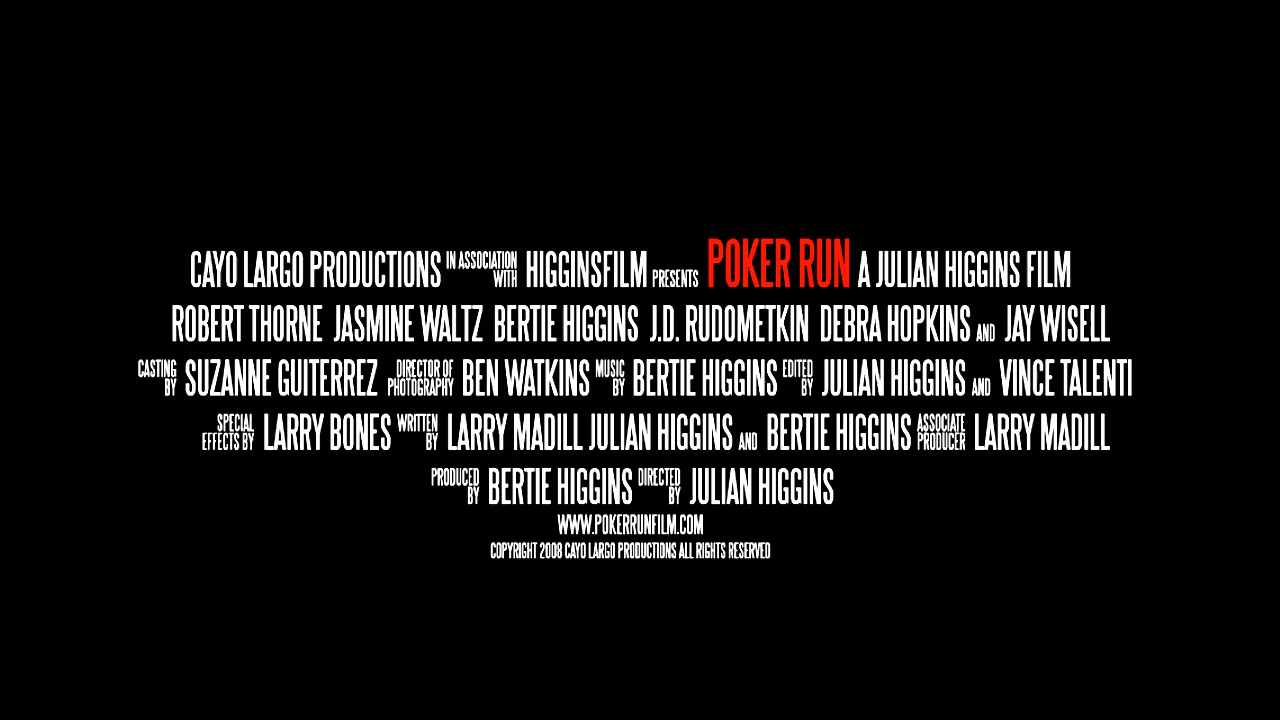 CAYO LARGO PRODUCTIONS IN ASSOCIATION WITH HIGGINSFILM PRESENTS POKER RUN A JULIAN HIGGINS FILM
ROBERT THORNE JASMINE WALTZ BERTIE HIGGINS J.D. RUDOMETKIN DEBRA HOPKINS AND JAY WISELL
CASTING BY SUZANNE GUITERREZ DIRECTOR OF PHOTOGRAPHY BEN WATKINS MUSIC BY BERTIE HIGGINS EDITED BY JULIAN HIGGINS AND VINCE TALENTI
SPECIAL EFFECTS BY LARRY BONES WRITTEN BY LARRY MADILL JULIAN HIGGINS AND BERTIE HIGGINS ASSOCIATE PRODUCER LARRY MADILL
PRODUCED BY BERTIE HIGGINS DIRECTED BY JULIAN HIGGINS
WWW.POKERRUNFILM.COM
COPYRIGHT 2008 CAYO LARGO PRODUCTIONS ALL RIGHTS RESERVED